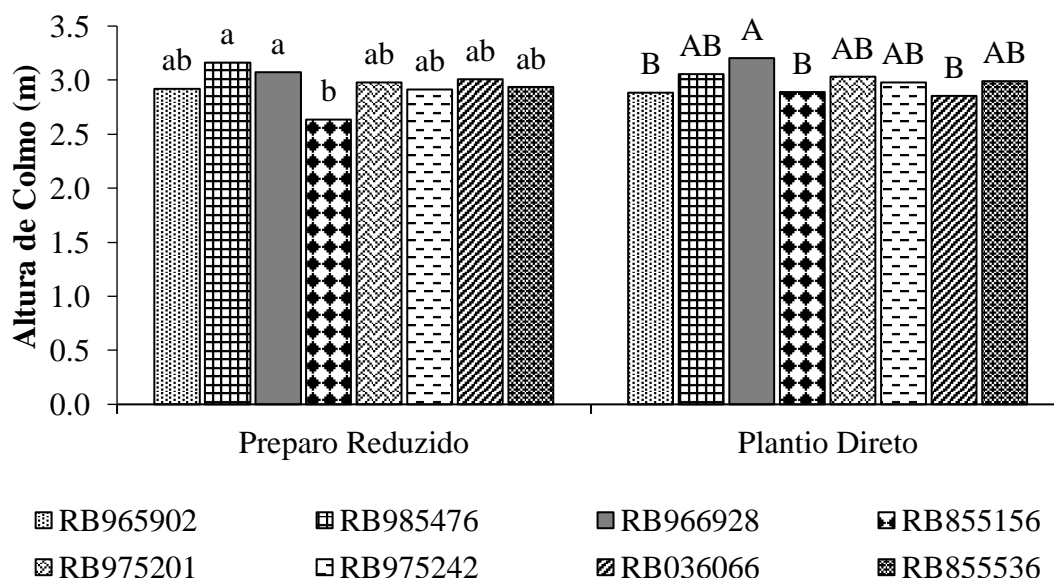 Altura de Colmo (m)
3.5
3.0
2.5
2.0
1.5
1.0
0.5
0.0
ab a a b ab ab ab ab
B AB A B AB AB B AB
Preparo Reduzido Plantio Direto
RB965902 RB985476 RB966928 RB855156
RB975201 RB975242 RB036066 RB855536